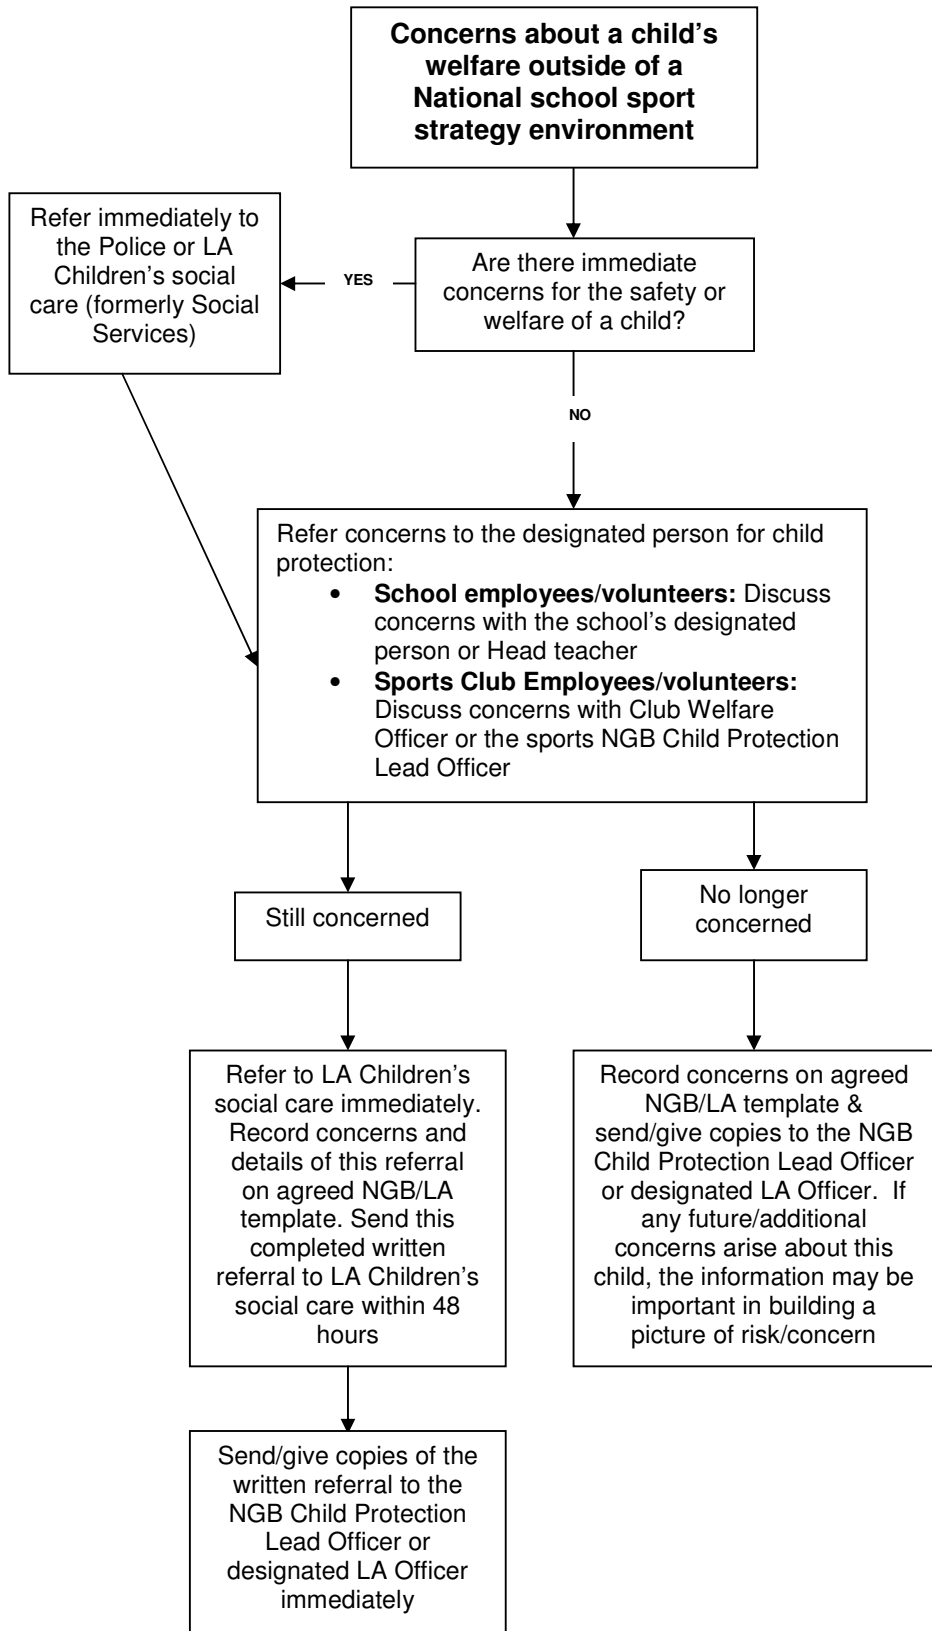 Concerns about a child's
welfare outside of a
National school sport
strategy environment
Refer immediately to
the Police or LA
Children's social
care (formerly Social
Services)
YES
Are there immediate
concerns for the safety or
welfare of a child?
NO
Refer concerns to the designated person for child
protection:
• School employees/volunteers: Discuss
concerns with the school's designated
person or Head teacher
• Sports Club Employees/volunteers:
Discuss concerns with Club Welfare
Officer or the sports NGB Child Protection
Lead Officer
Still concerned
No longer
concerned
Refer to LA Children's
social care immediately.
Record concerns and
details of this referral
on agreed NGB/LA
template. Send this
completed written
referral to LA Children's
social care within 48
hours
Record concerns on agreed
NGB/LA template &
send/give copies to the NGB
Child Protection Lead Officer
or designated LA Officer. If
any future/additional
concerns arise about this
child, the information may be
important in building a
picture of risk/concern
Send/give copies of the
written referral to the
NGB Child Protection
Lead Officer or
designated LA Officer
immediately